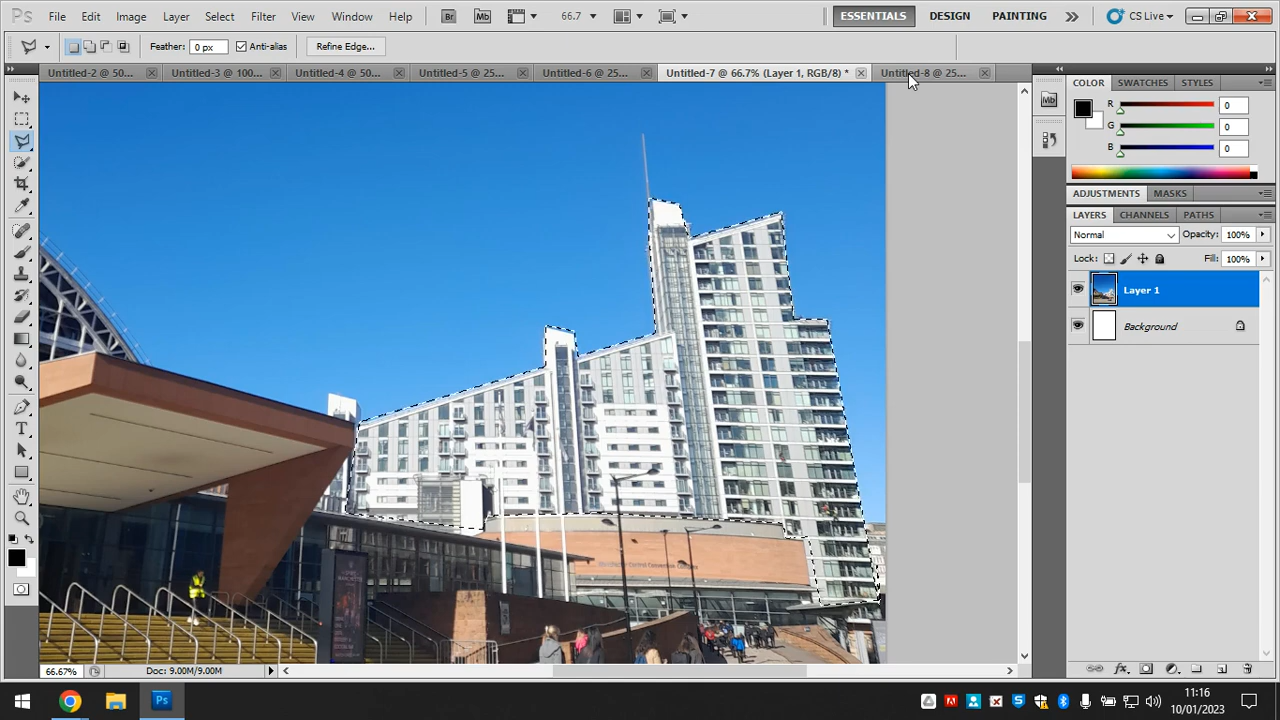 Ps File Edit Image Layer Select Filter View Window Help Br Mb 66.7 ESSENTIALS DESIGN PAINTING CS Live
Feather: 0 px Anti-alias Refine Edge...
Untitled-2 @ 50... Untitled-3 @ 100... Untitled-4 @ 50... Untitled-5 @ 25... Untitled-6 @ 25... Untitled-7 @ 66.7% (Layer 1, RGB/8) * Untitled-8 @ 25...
COLOR SWATCHES STYLES
Mb
R 0
G 0
B 0
ADJUSTMENTS MASKS
LAYERS CHANNELS PATHS
Normal Opacity: 100%
Lock: Fill: 100%
Layer 1
Background
66.67% Doc: 9.00M/9.00M
Ps
11:16
10/01/2023